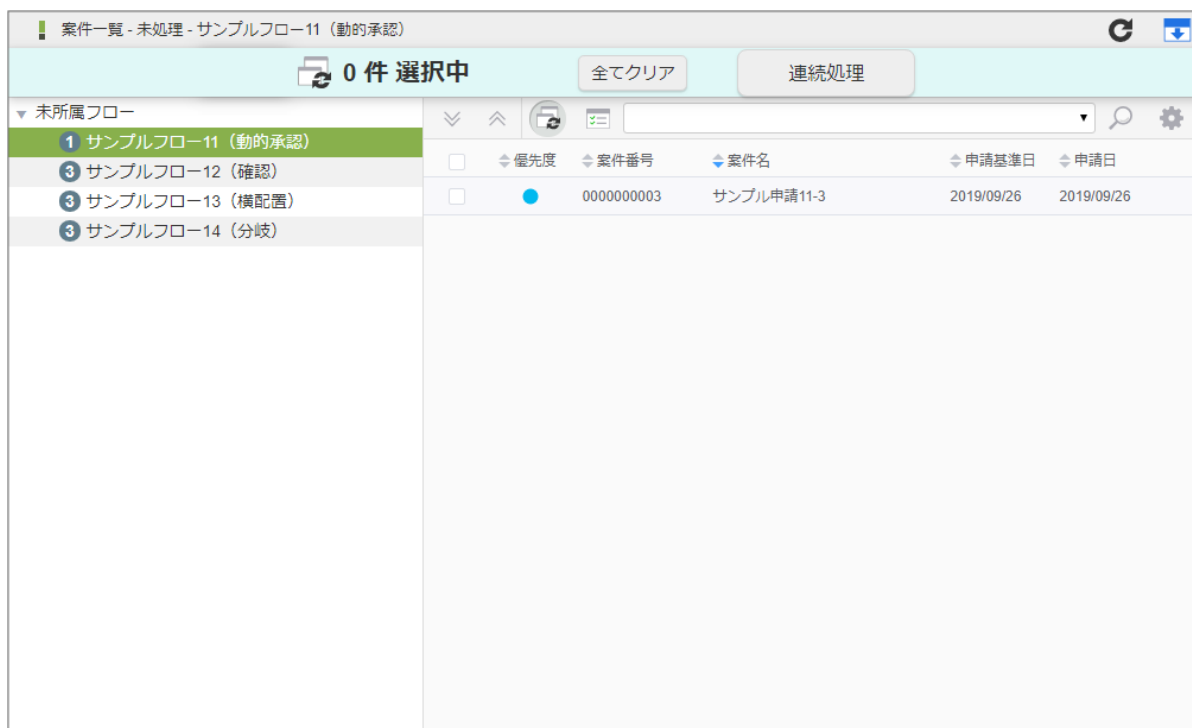 案件一覧 - 未処理 - サンプルフロー11（動的承認）
0 件 選択中 全てクリア 連続処理
未所属フロー
1 サンプルフロー11（動的承認）
3 サンプルフロー12（確認）
3 サンプルフロー13（横配置）
3 サンプルフロー14（分岐）
優先度 案件番号 案件名 申請基準日 申請日
0000000003 サンプル申請11-3 2019/09/26 2019/09/26